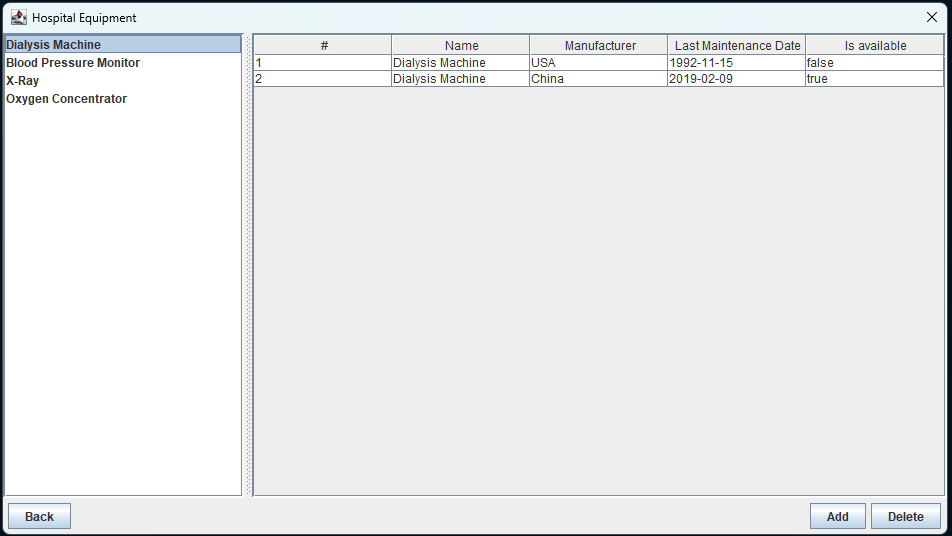 Hospital Equipment
Dialysis Machine
Blood Pressure Monitor
X-Ray
Oxygen Concentrator
# Name Manufacturer Last Maintenance Date Is available
1 Dialysis Machine USA 1992-11-15 false
2 Dialysis Machine China 2019-02-09 true
Back Add Delete